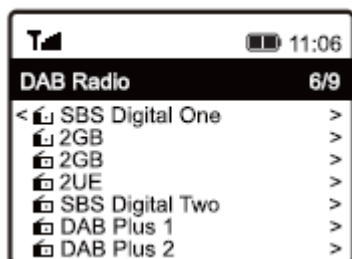 11:06
DAB Radio 6/9
< SBS Digital One >
2GB >
2GB >
2UE >
SBS Digital Two >
DAB Plus 1 >
DAB Plus 2 >